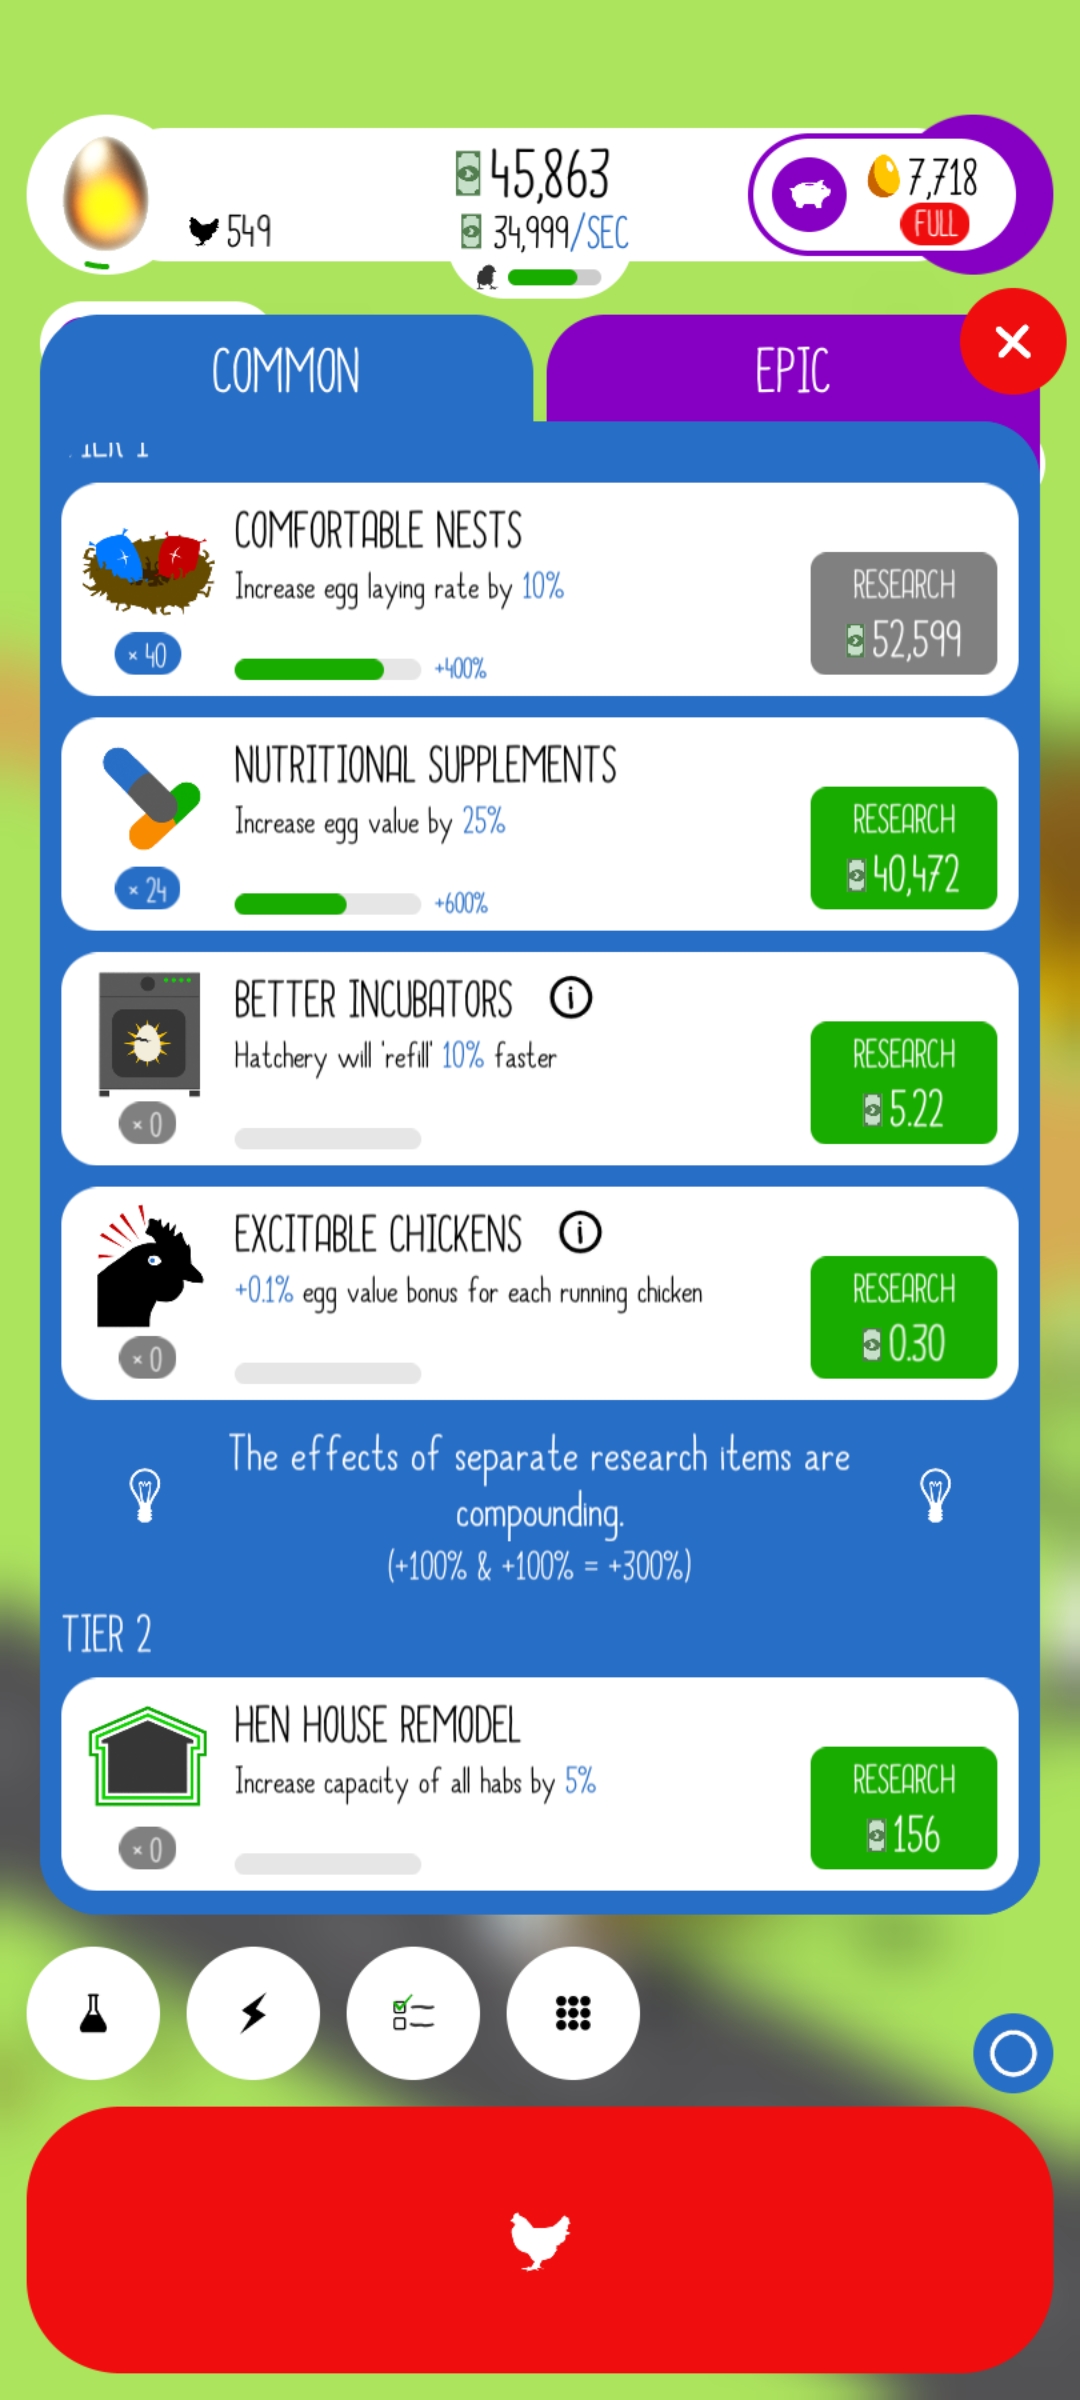 45,863
7,718
549
34,999/SEC
FULL
COMMON
EPIC
TIER 1
COMFORTABLE NESTS
Increase egg laying rate by 10%
RESEARCH
52,599
× 40
+400%
NUTRITIONAL SUPPLEMENTS
Increase egg value by 25%
RESEARCH
40,472
× 24
+600%
BETTER INCUBATORS i
Hatchery will 'refill' 10% faster
RESEARCH
5.22
× 0
EXCITABLE CHICKENS i
+0.1% egg value bonus for each running chicken
RESEARCH
0.30
× 0
The effects of separate research items are
compounding.
(+100% & +100% = +300%)
TIER 2
HEN HOUSE REMODEL
Increase capacity of all habs by 5%
RESEARCH
156
× 0